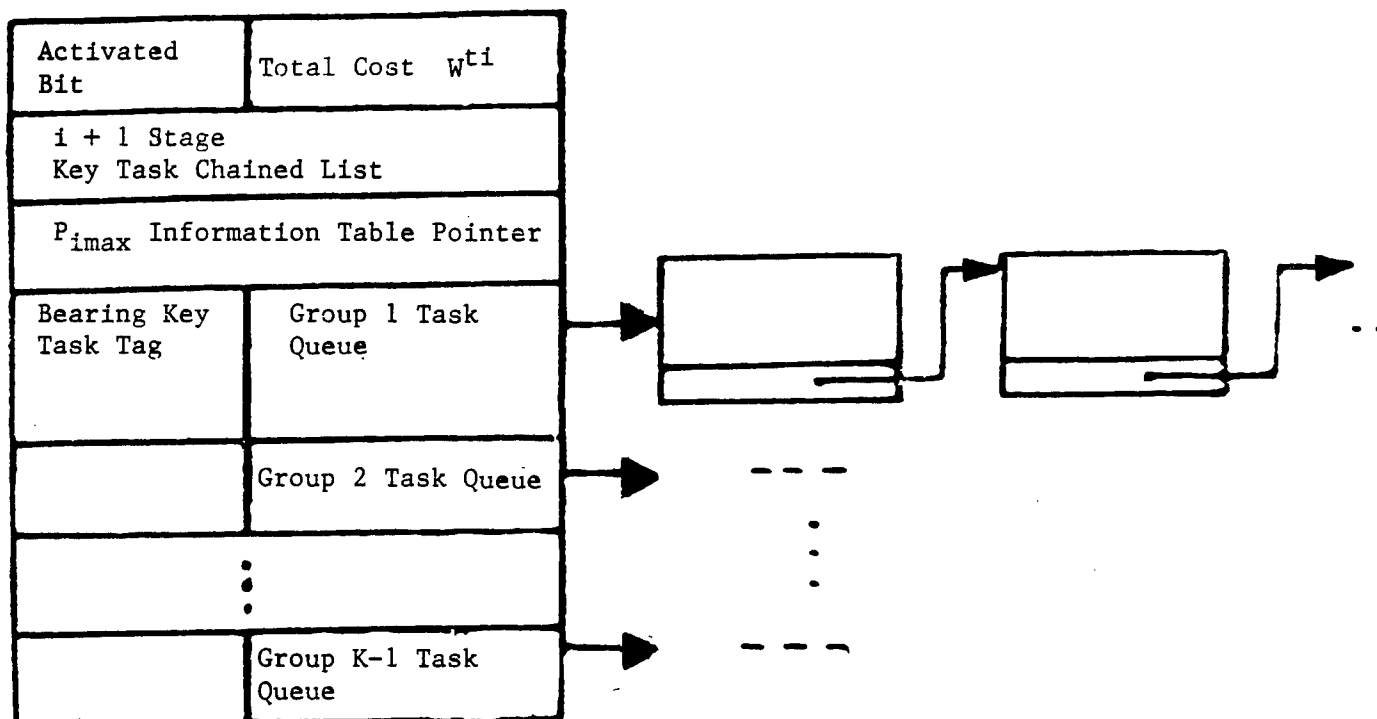 Activated
Bit
Total Cost W^ti
i + 1 Stage
Key Task Chained List
P_imax Information Table Pointer
Bearing Key
Task Tag
Group 1 Task
Queue
Group 2 Task Queue
Group K-1 Task
Queue